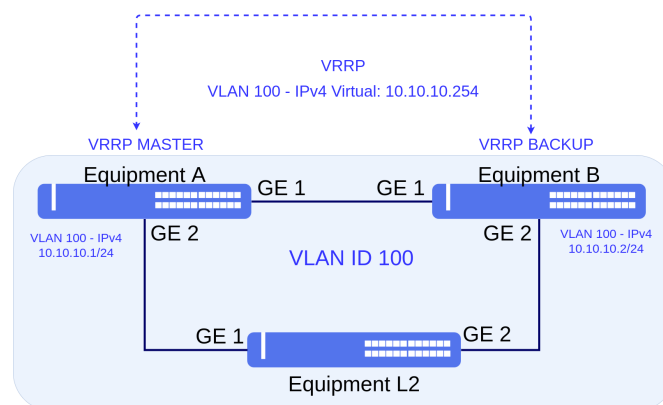 VRRP
VLAN 100 - IPv4 Virtual: 10.10.10.254
VRRP MASTER
VRRP BACKUP
Equipment A
Equipment B
GE 1
GE 1
VLAN 100 - IPv4
10.10.10.1/24
GE 2
GE 2
VLAN 100 - IPv4
10.10.10.2/24
VLAN ID 100
GE 1
GE 2
Equipment L2